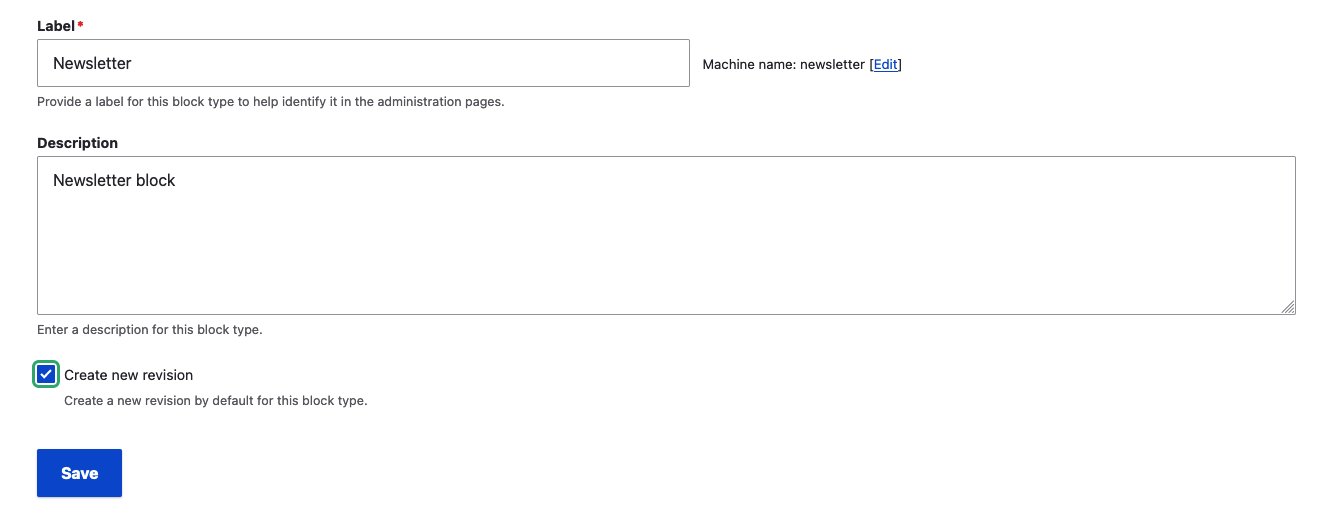 Label*
Newsletter
Machine name: newsletter [Edit]
Provide a label for this block type to help identify it in the administration pages.
Description
Newsletter block
Enter a description for this block type.
Create new revision
Create a new revision by default for this block type.
Save